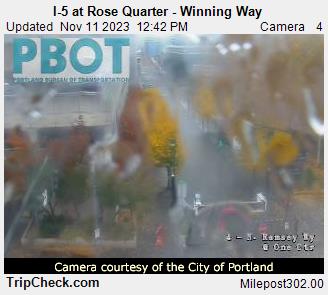 I-5 at Rose Quarter - Winning Way
Updated Nov 11 2023 12:42 PM Camera 4
PBOT
PORTLAND BUREAU OF TRANSPORTATION
4 - N. Ramsey Wy
@ One Ctr
Camera courtesy of the City of Portland
TripCheck.com Milepost302.00